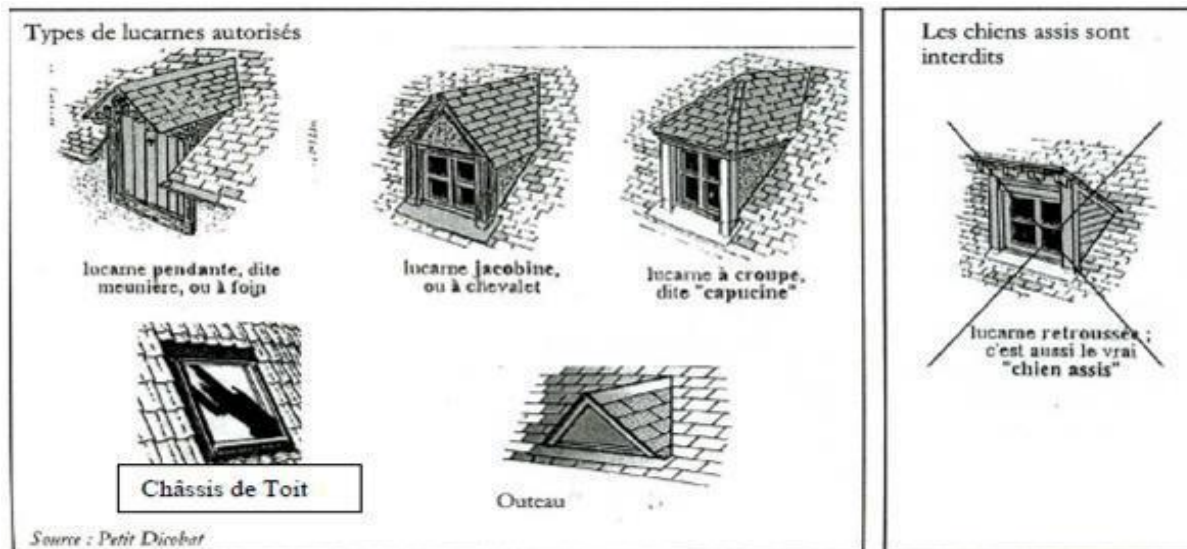 Types de lucarnes autorisés
lucarne pendante, dite
meunière, ou à foin
lucarne jacobine,
ou à chevalet
lucarne à croupe,
dite "capucine"
Châssis de Toit
Outeau
Source : Petit Dicobat
Les chiens assis sont
interdits
lucarne retroussée ;
c'est aussi le vrai
"chien assis"